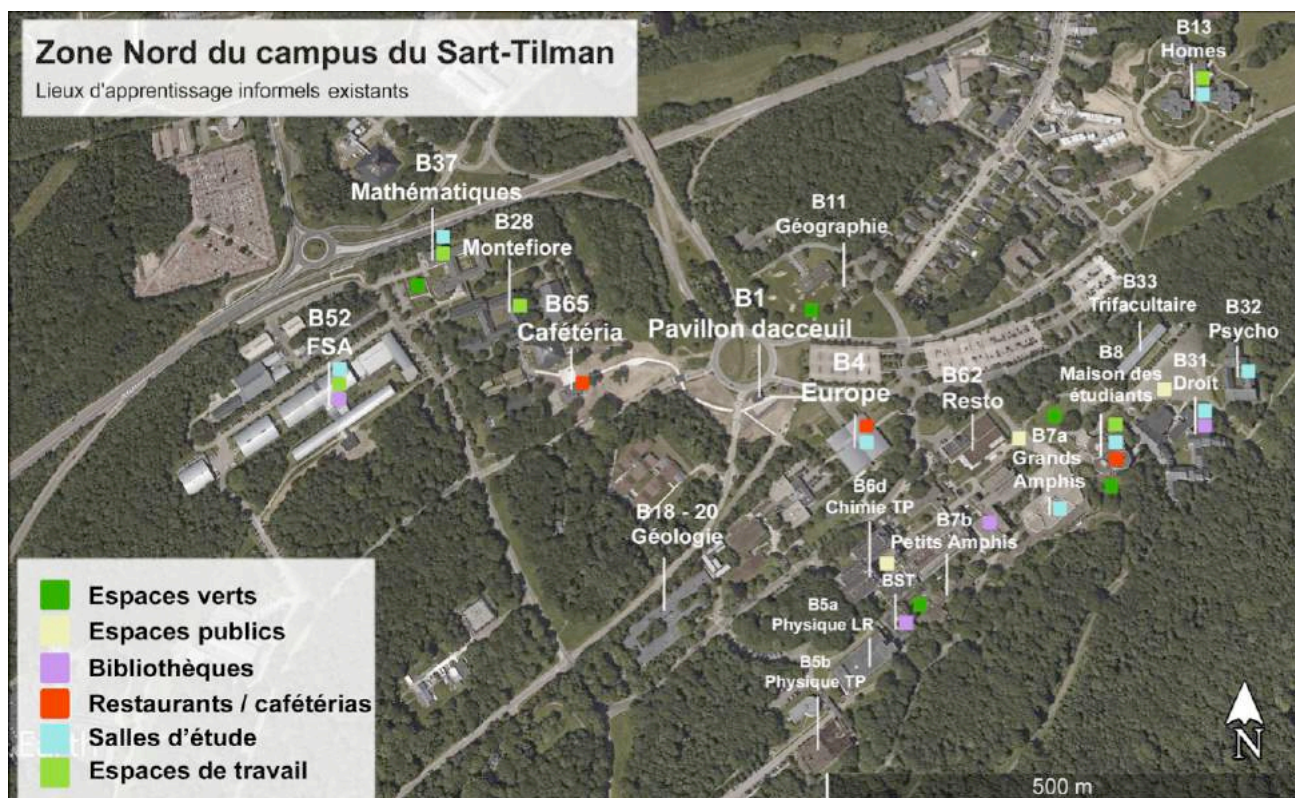 Zone Nord du campus du Sart-Tilman
Lieux d'apprentissage informels existants
B13
Homes
B37
Mathématiques
B28
Montefiore
B11
Géographie
B65
Cafétéria
B1
Pavillon dacceuil
B33
Trifacultaire
B32
Psycho
B52
FSA
B4
Europe
B62
Resto
B8
Maison des
étudiants
B31
Droit
B7a
Grands
Amphis
B6d
Chimie TP
B18 - 20
Géologie
B7b
Petits Amphis
BST
B5a
Physique LR
B5b
Physique TP
Espaces verts
Espaces publics
Bibliothèques
Restaurants / cafétérias
Salles d'étude
Espaces de travail
N
500 m